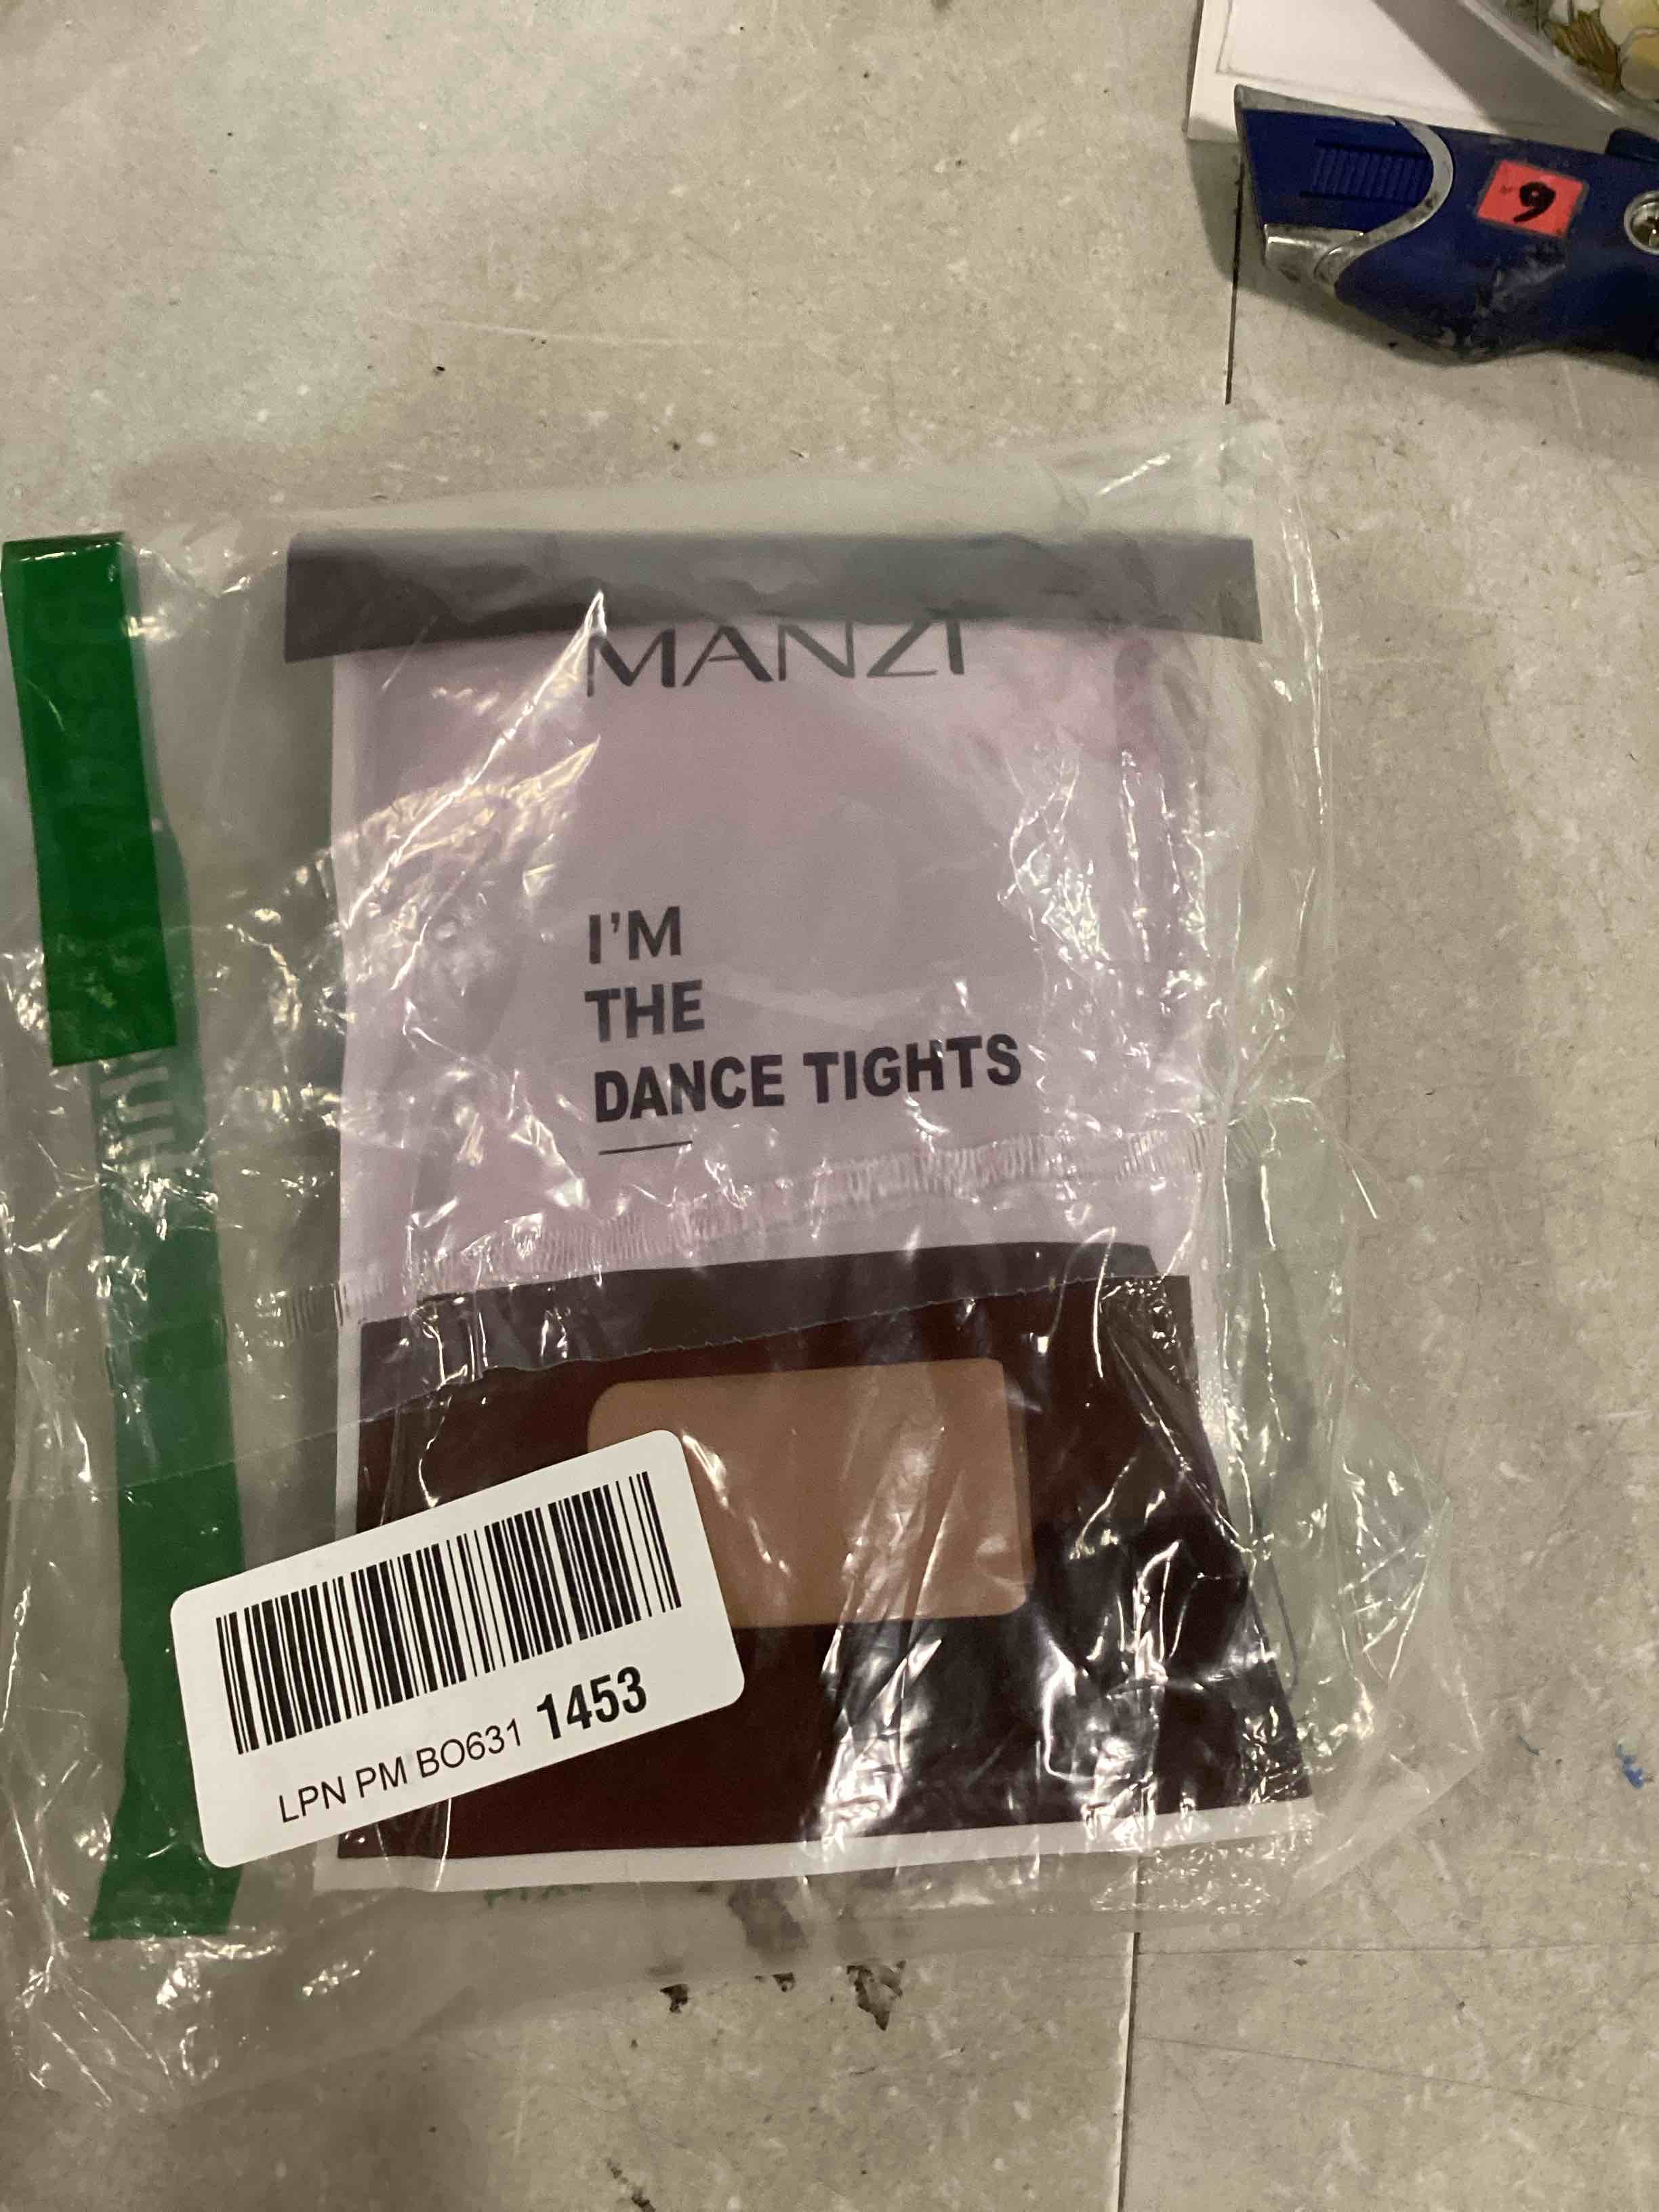 9
MANZI
I'M
THE
DANCE TIGHTS
LPN PM BO631 1453